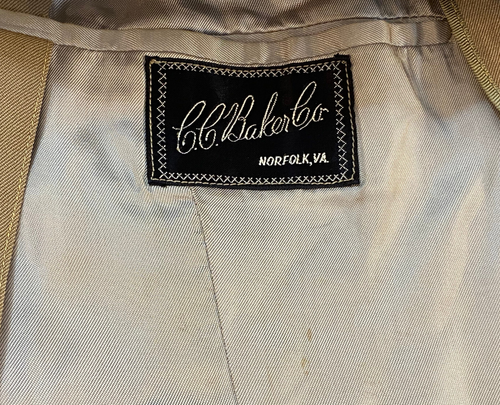 C.C. Baker Co
NORFOLK, VA.